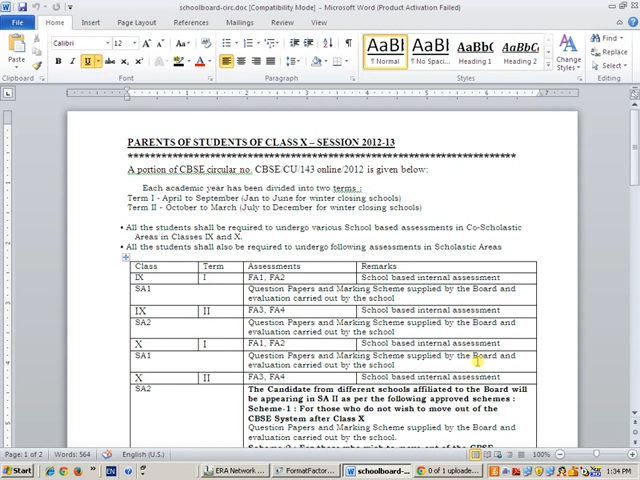 schoolboard-circ.doc [Compatibility Mode] - Microsoft Word (Product Activation Failed)
File Home Insert Page Layout References Mailings Review View
Paste
Clipboard
Calibri 12
Font
Paragraph
AaBl AaBl AaBbC AaBbCc
¶ Normal ¶ No Spaci... Heading 1 Heading 2
Styles
Change Styles
Find
Replace
Select
Editing
PARENTS OF STUDENTS OF CLASS X – SESSION 2012-13
A portion of CBSE circular no. CBSE/CU/143 online/2012 is given below:
Each academic year has been divided into two terms :
Term I - April to September (Jan to June for winter closing schools)
Term II - October to March (July to December for winter closing schools)
• All the students shall be required to undergo various School based assessments in Co-Scholastic
Areas in Classes IX and X.
• All the students shall also be required to undergo following assessments in Scholastic Areas
Class Term Assessments Remarks
IX I FA1, FA2 School based internal assessment
SA1 Question Papers and Marking Scheme supplied by the Board and
evaluation carried out by the school
IX II FA3, FA4 School based internal assessment
SA2 Question Papers and Marking Scheme supplied by the Board and
evaluation carried out by the school
X I FA1, FA2 School based internal assessment
SA1 Question Papers and Marking Scheme supplied by the Board and
evaluation carried out by the school
X II FA3, FA4 School based internal assessment
SA2 The Candidate from different schools affiliated to the Board will
be appearing in SA II as per the following approved schemes :
Scheme-1 : For those who do not wish to move out of the
CBSE System after Class X
Question Papers and Marking Scheme supplied by the Board and
evaluation carried out by the school.
Page: 1 of 2 Words: 564 English (U.S.) 100%
Start EN ERA Network FormatFactor... schoolboard-... 0 of 1 uploade... 1:34 PM